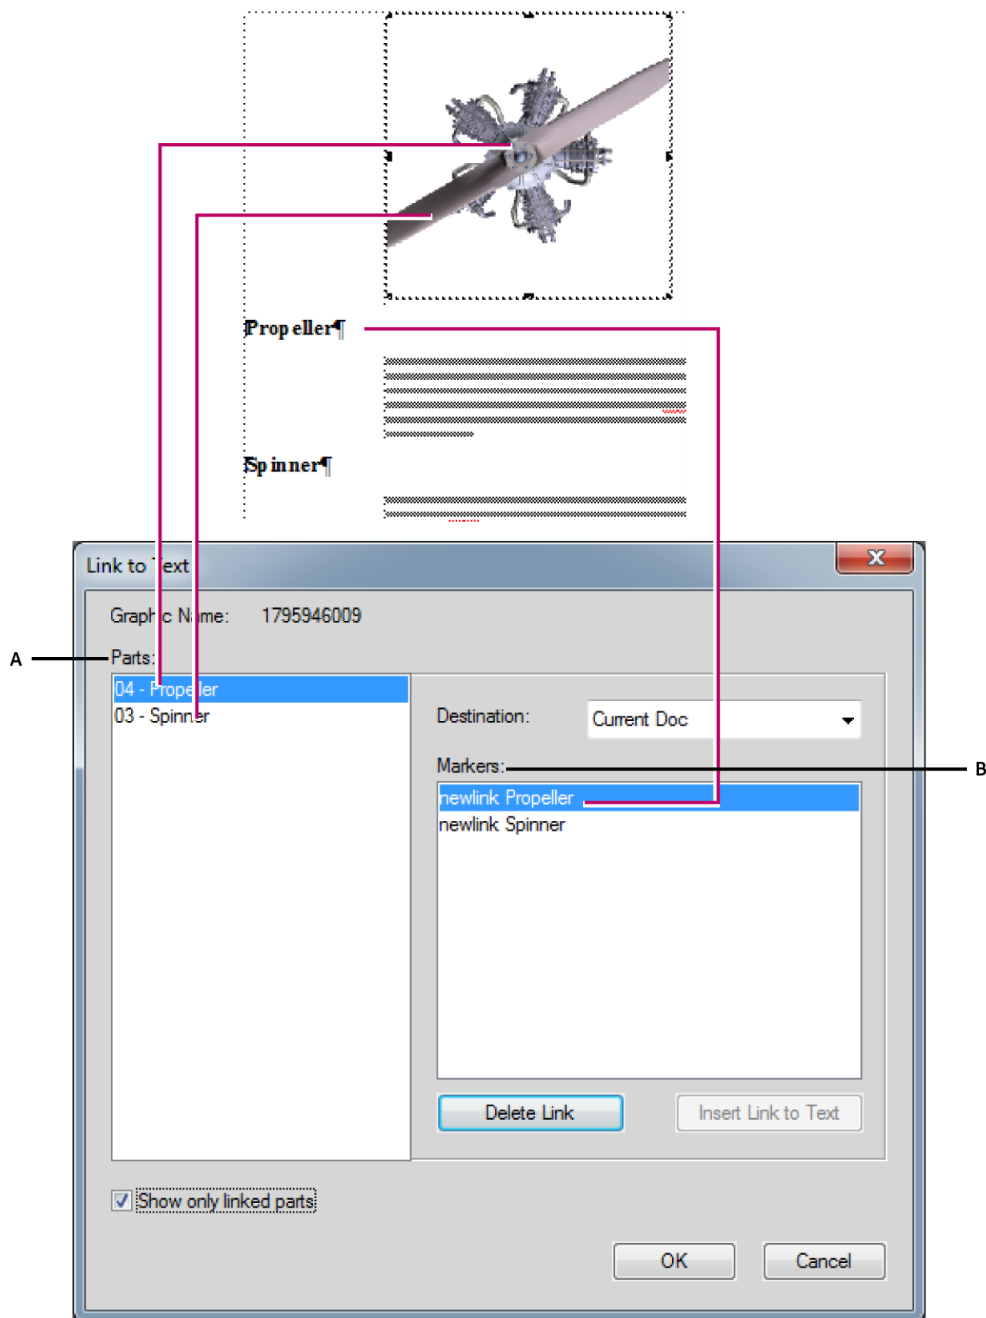 Propeller¶
Spinner¶
Link to Text
Graphic Name: 1795946009
A
Parts:
04 - Propeller
03 - Spinner
Destination: Current Doc
Markers:
B
newlink Propeller
newlink Spinner
Delete Link
Insert Link to Text
Show only linked parts
OK
Cancel